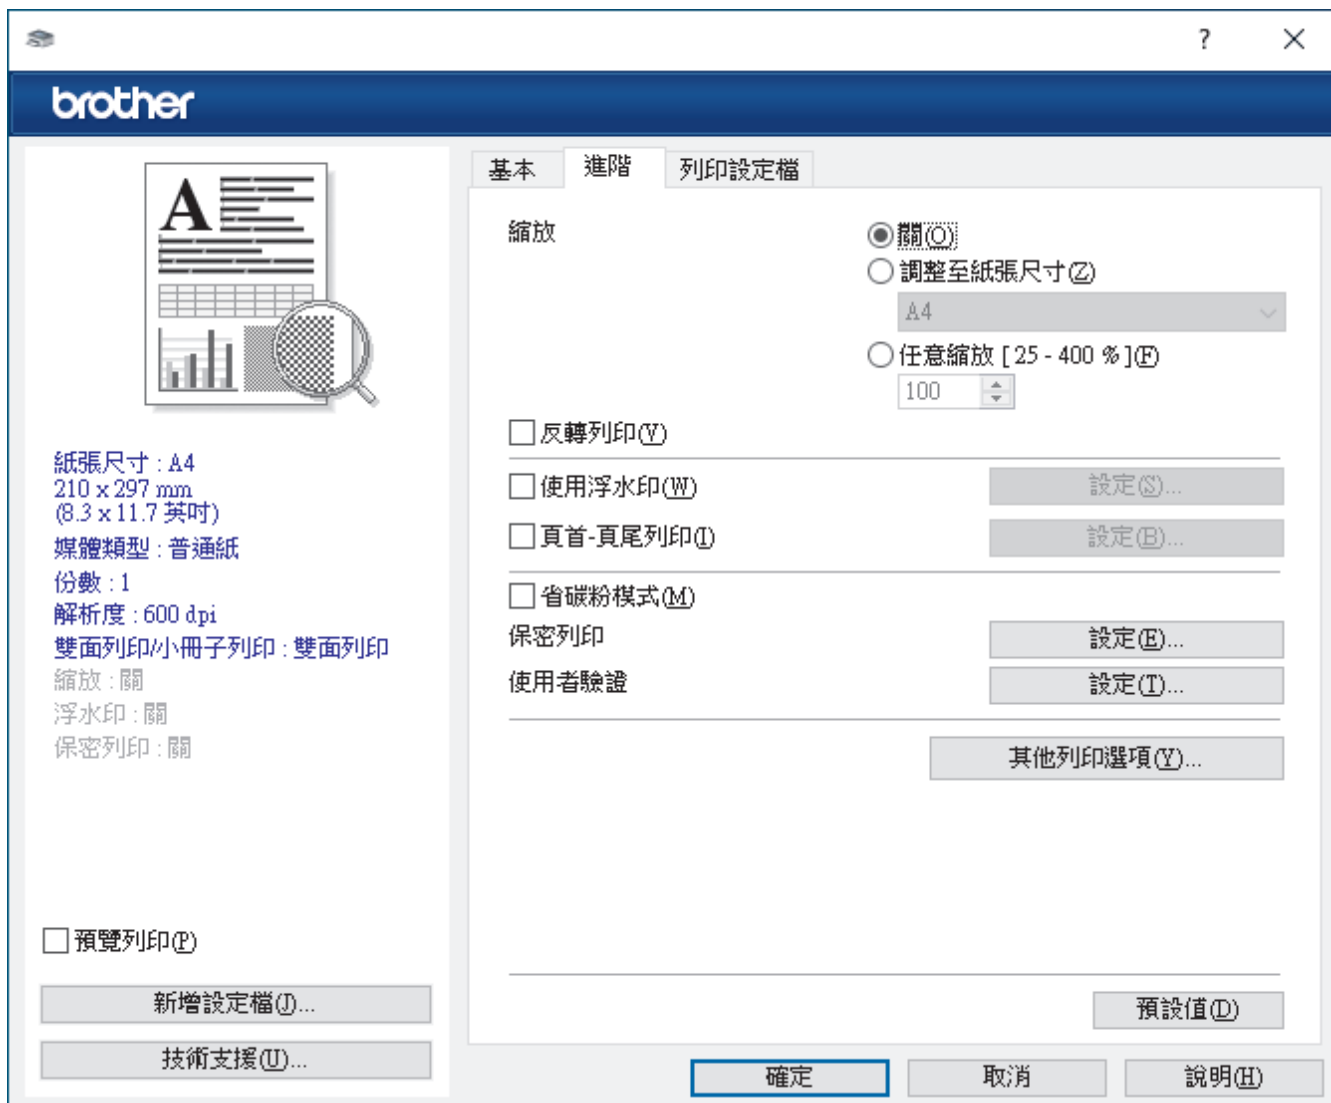 ?
brother
A
紙張尺寸 : A4
210 x 297 mm
(8.3 x 11.7 英吋)
媒體類型 : 普通紙
份數 : 1
解析度 : 600 dpi
雙面列印/小冊子列印 : 雙面列印
縮放 : 關
浮水印 : 關
保密列印 : 關
預覽列印(P)
新增設定檔(J)...
技術支援(U)...
基本 進階 列印設定檔
縮放
關(O)
調整至紙張尺寸(Z)
A4
任意縮放 [ 25 - 400 % ](F)
100
反轉列印(V)
使用浮水印(W) 設定(S)...
頁首-頁尾列印(I) 設定(B)...
省碳粉模式(M)
保密列印 設定(E)...
使用者驗證 設定(T)...
其他列印選項(Y)...
預設值(D)
確定 取消 說明(H)